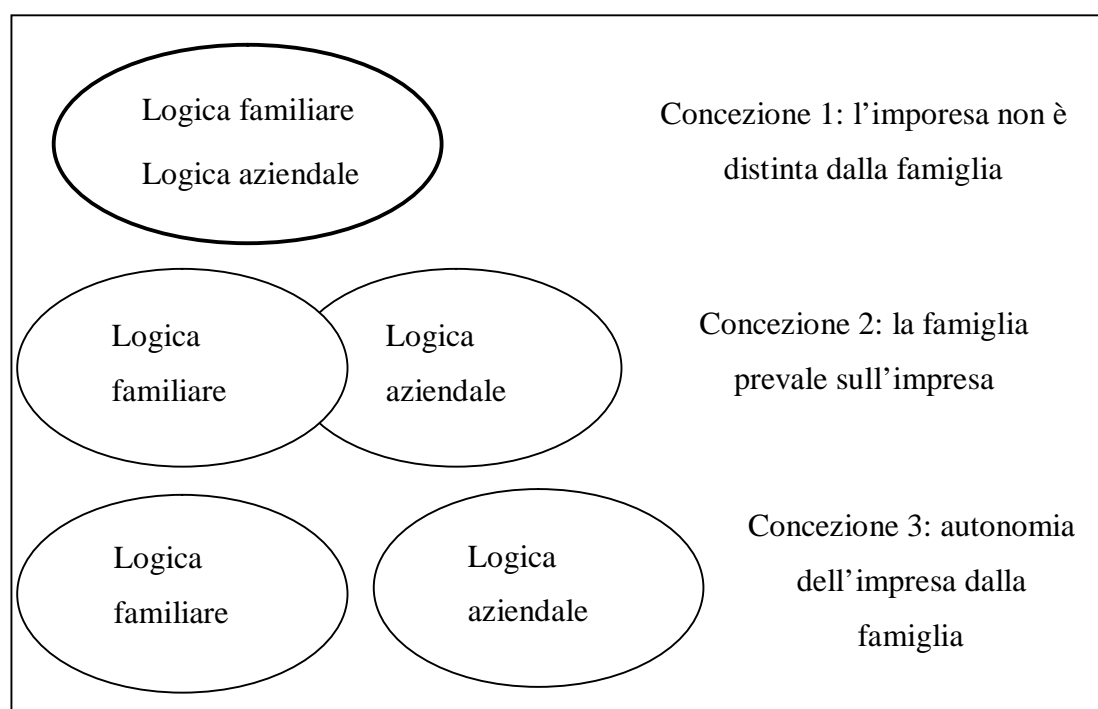 Logica familiare
Logica aziendale
Concezione 1: l’imporesa non è
distinta dalla famiglia
Logica
familiare
Logica
aziendale
Concezione 2: la famiglia
prevale sull’impresa
Logica
familiare
Logica
aziendale
Concezione 3: autonomia
dell’impresa dalla
famiglia